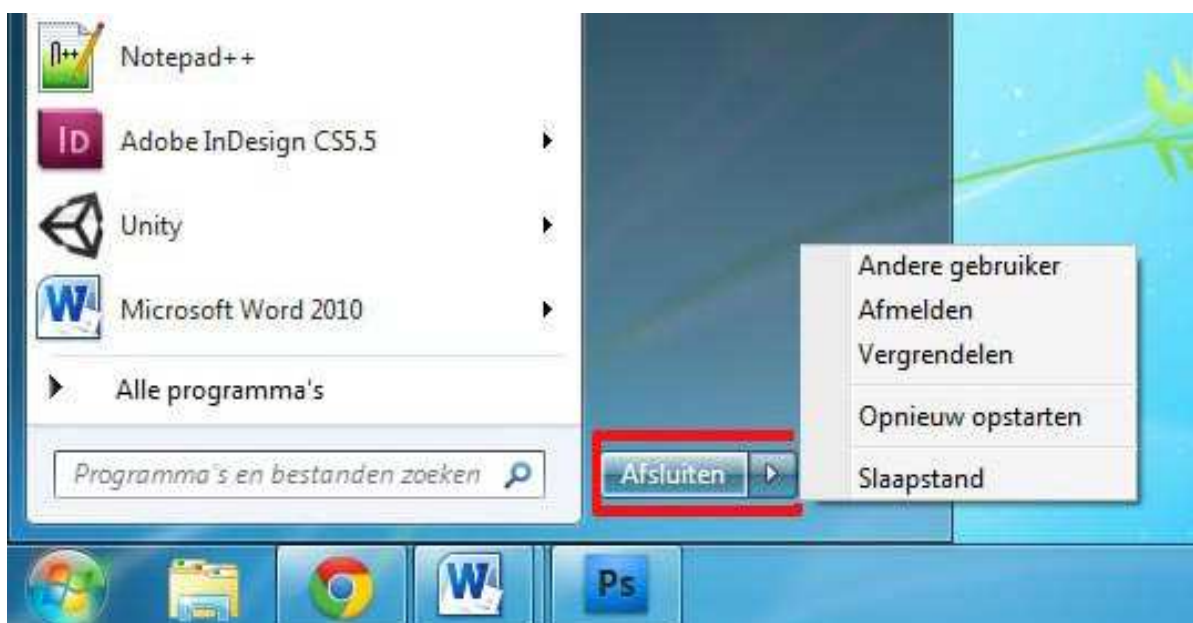 n++
Notepad++
ID
Adobe InDesign CS5.5
Unity
W
Microsoft Word 2010
Alle programma's
Programma's en bestanden zoeken
Afsluiten
Andere gebruiker
Afmelden
Vergrendelen
Opnieuw opstarten
Slaapstand
W
Ps